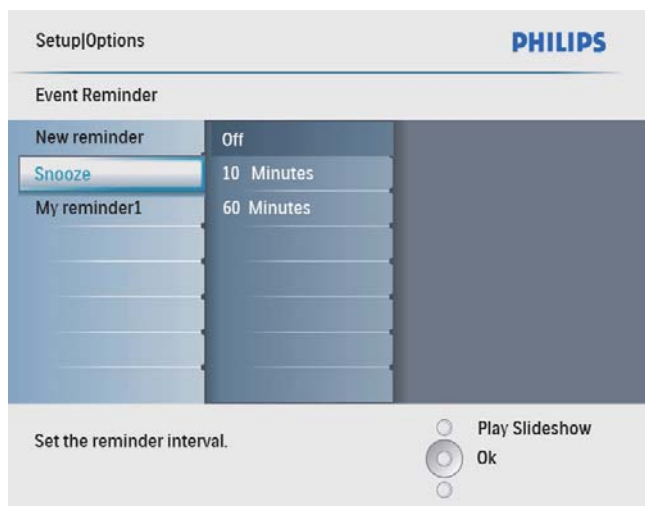 Setup|Options
PHILIPS
Event Reminder
New reminder
Off
Snooze
10 Minutes
My reminder1
60 Minutes
Set the reminder interval.
Play Slideshow
Ok